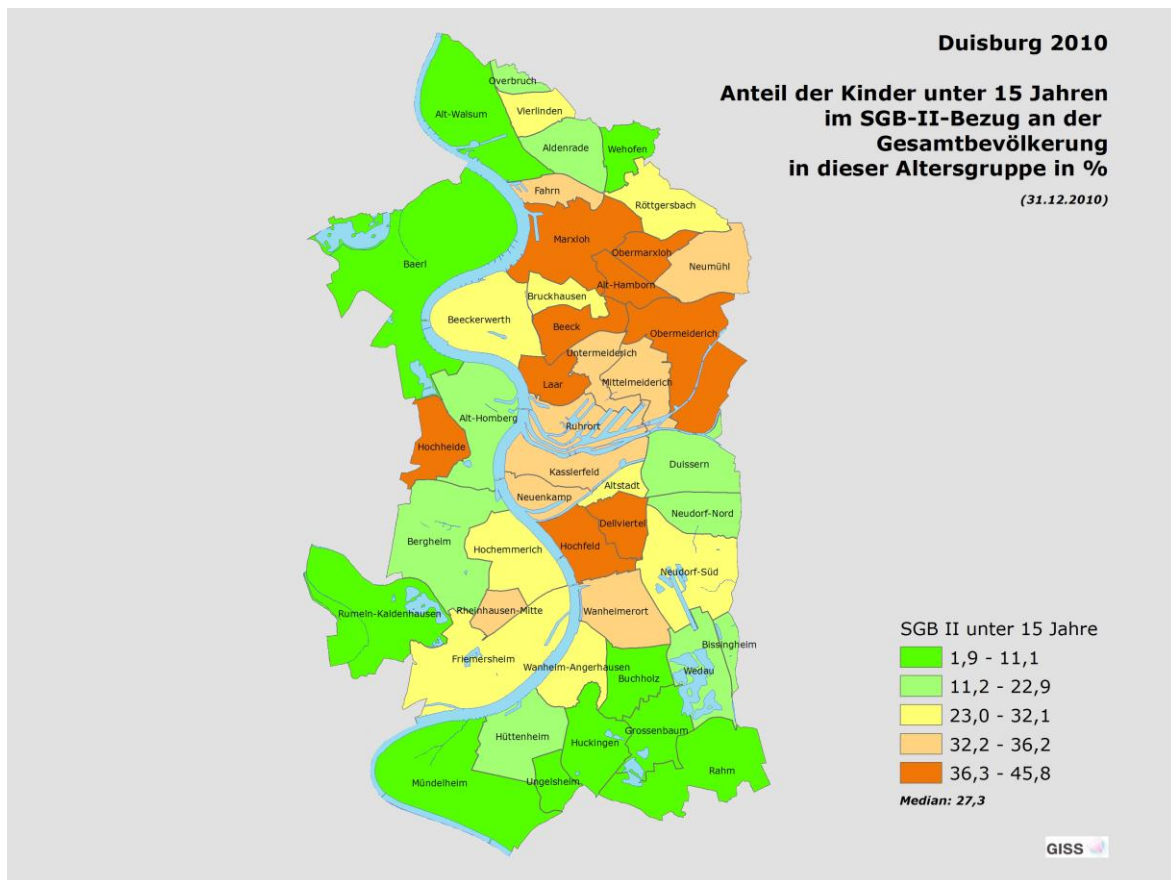 Duisburg 2010
Anteil der Kinder unter 15 Jahren
im SGB-II-Bezug an der
Gesamtbevölkerung
in dieser Altersgruppe in %
(31.12.2010)
Overbruch
Alt-Walsum
Vierlinden
Aldenrade
Wehofen
Fahrn
Röttgersbach
Marxloh
Obermarxloh
Neumühl
Baerl
Alt-Hamborn
Bruckhausen
Beeckerwerth
Beeck
Obermeiderich
Untermeiderich
Laar
Mittelmeiderich
Alt-Homberg
Ruhrort
Hochheide
Kasslerfeld
Duissern
Altstadt
Neuenkamp
Neudorf-Nord
Dellviertel
Bergheim
Hochemmerich
Hochfeld
Neudorf-Süd
Rumeln-Kaldenhausen
Rheinhausen-Mitte
Wanheimerort
Bissingheim
Friemersheim
Wanheim-Angerhausen
Wedau
Buchholz
Hüttenheim
Huckingen
Grossenbaum
Mündelheim
Ungelsheim
Rahm
SGB II unter 15 Jahre
1,9 - 11,1
11,2 - 22,9
23,0 - 32,1
32,2 - 36,2
36,3 - 45,8
Median: 27,3
GISS